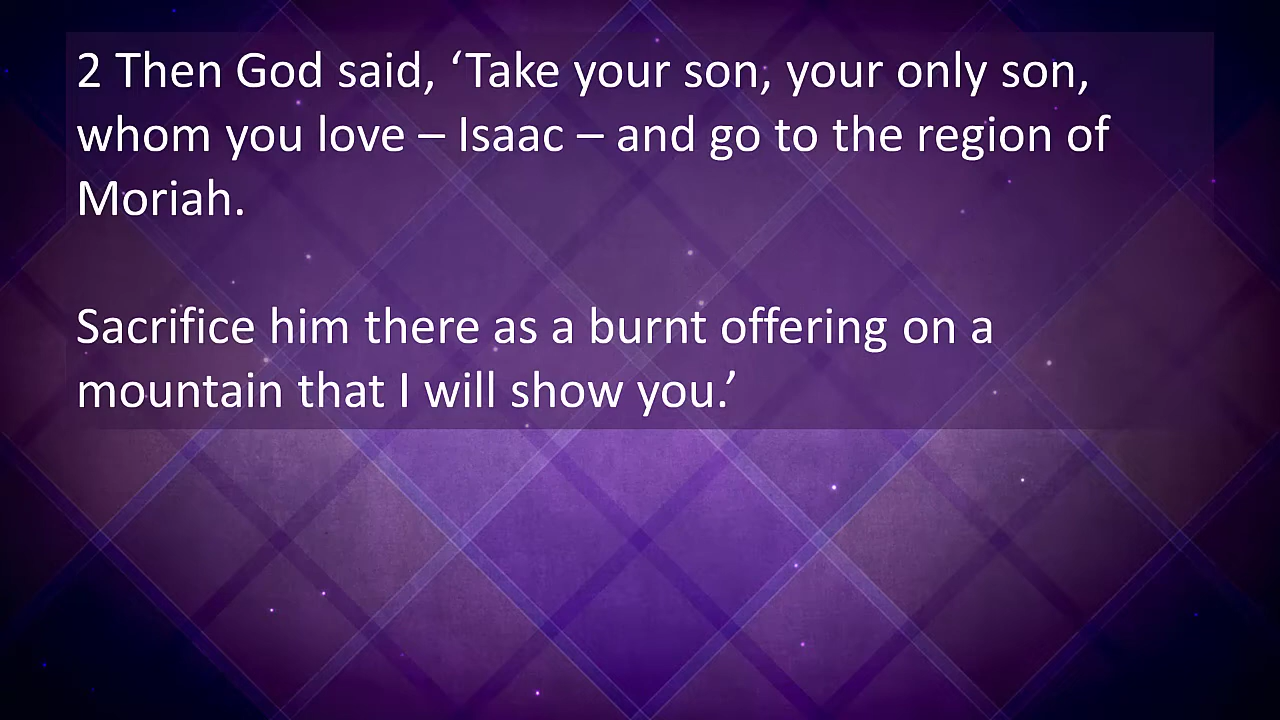 2 Then God said, ‘Take your son, your only son,
whom you love – Isaac – and go to the region of
Moriah.
Sacrifice him there as a burnt offering on a
mountain that I will show you.’